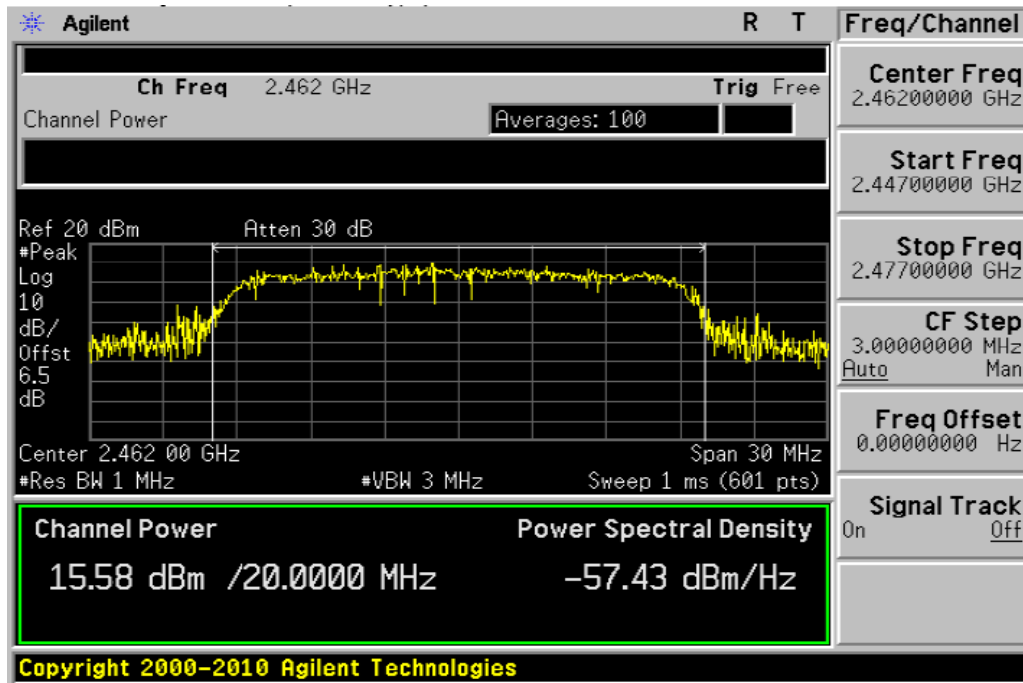 Agilent R T Freq/Channel
Ch Freq 2.462 GHz Trig Free
Channel Power Averages: 100
Center Freq
2.46200000 GHz
Start Freq
2.44700000 GHz
Stop Freq
2.47700000 GHz
CF Step
3.00000000 MHz
Auto Man
Freq Offset
0.00000000 Hz
Signal Track
On Off
Ref 20 dBm Atten 30 dB
#Peak
Log
10
dB/
Offst
6.5
dB
Center 2.462 00 GHz Span 30 MHz
#Res BW 1 MHz #VBW 3 MHz Sweep 1 ms (601 pts)
Channel Power Power Spectral Density
15.58 dBm /20.0000 MHz -57.43 dBm/Hz
Copyright 2000-2010 Agilent Technologies